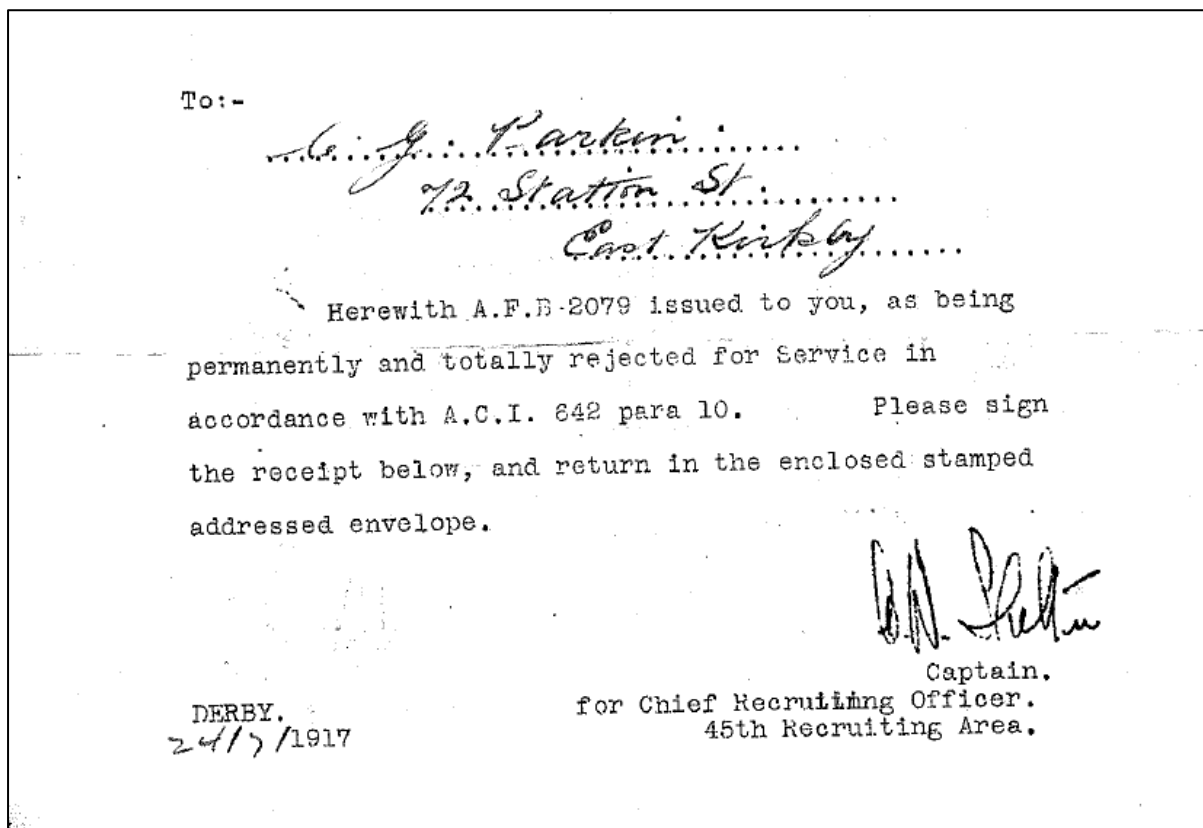 To:-
C. G. Parkin
72 Station St.
East Kirkby
Herewith A.F.B-2079 issued to you, as being
permanently and totally rejected for Service in
accordance with A.C.I. 642 para 10. Please sign
the receipt below, and return in the enclosed stamped
addressed envelope.
Captain.
DERBY. for Chief Recruiting Officer.
24/7/1917 45th Recruiting Area.